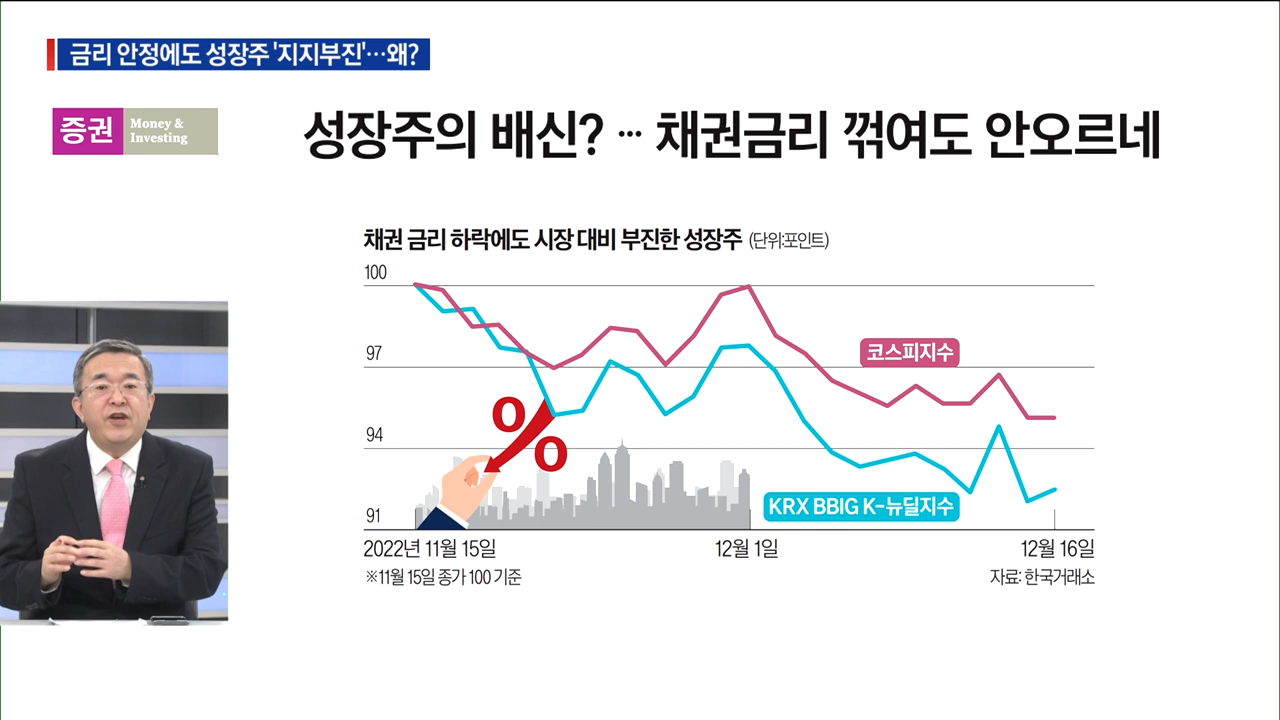 금리 안정에도 성장주 '지지부진'…왜?
증권
Money &
Investing
성장주의 배신? … 채권금리 꺾여도 안오르네
채권 금리 하락에도 시장 대비 부진한 성장주 (단위:포인트)
100
97
94
91
코스피지수
%
KRX BBIG K-뉴딜지수
2022년 11월 15일
12월 1일
12월 16일
※11월 15일 종가 100 기준
자료: 한국거래소